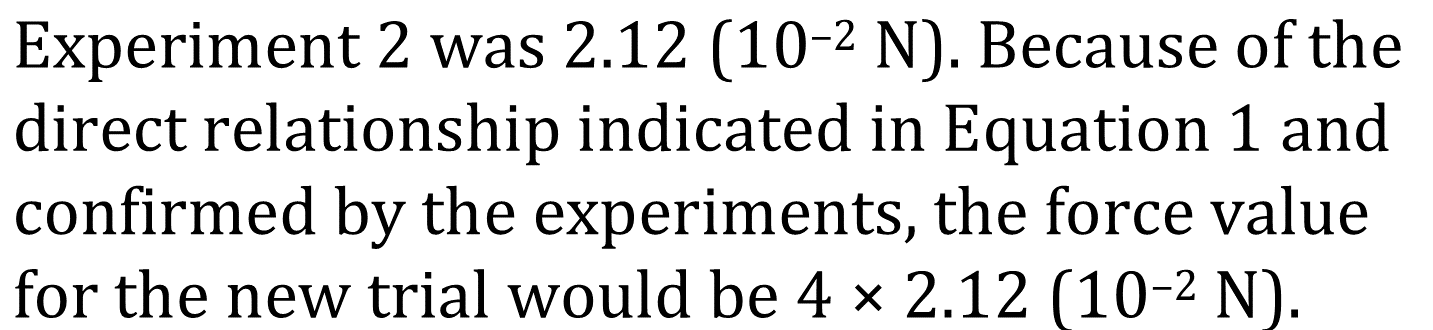 Experiment 2 was 2.12 (10⁻² N). Because of the
direct relationship indicated in Equation 1 and
confirmed by the experiments, the force value
for the new trial would be 4 × 2.12 (10⁻² N).